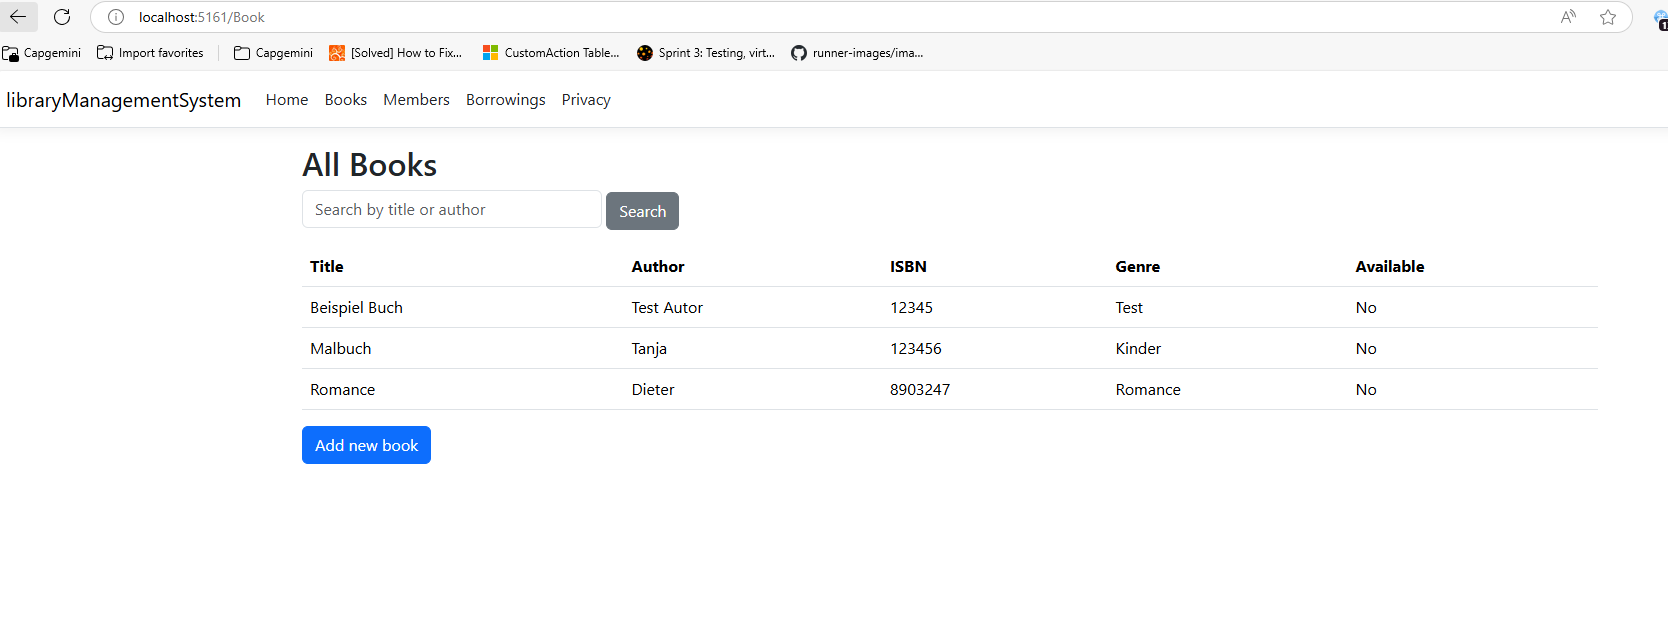 localhost:5161/Book
Capgemini Import favorites Capgemini [Solved] How to Fix... CustomAction Table... Sprint 3: Testing, virt... runner-images/ima...
libraryManagementSystem Home Books Members Borrowings Privacy
All Books
Search by title or author Search
Title Author ISBN Genre Available
Beispiel Buch Test Autor 12345 Test No
Malbuch Tanja 123456 Kinder No
Romance Dieter 8903247 Romance No
Add new book